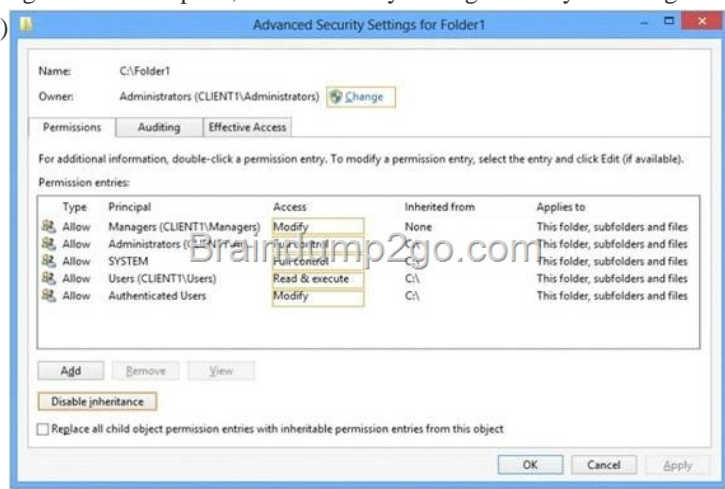 Advanced Security Settings for Folder1
)
Name: C:\Folder1
Owner: Administrators (CLIENT1\Administrators) Change
Permissions Auditing Effective Access
For additional information, double-click a permission entry. To modify a permission entry, select the entry and click Edit (if available).
Permission entries:
Type Principal Access Inherited from Applies to
Allow Managers (CLIENT1\Managers) Modify None This folder, subfolders and files
Allow Administrators Full control C:\ This folder, subfolders and files
Braindump2go.com
Allow SYSTEM Full control C:\ This folder, subfolders and files
Allow Users (CLIENT1\Users) Read & execute C:\ This folder, subfolders and files
Allow Authenticated Users Modify C:\ This folder, subfolders and files
Add Remove View
Disable inheritance
Replace all child object permission entries with inheritable permission entries from this object
OK Cancel Apply